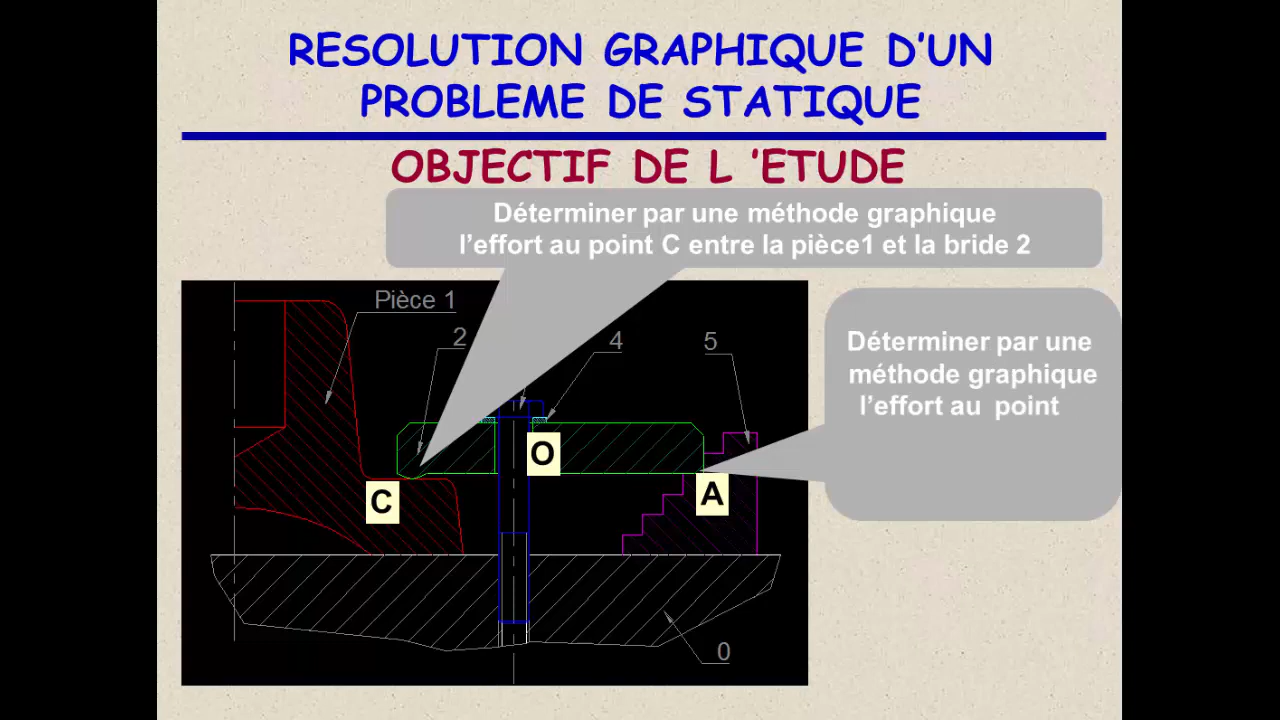 RESOLUTION GRAPHIQUE D'UN
PROBLEME DE STATIQUE
OBJECTIF DE L 'ETUDE
Déterminer par une méthode graphique
l'effort au point C entre la pièce1 et la bride 2
Pièce 1
2
4
5
Déterminer par une
méthode graphique
l'effort au point
O
C
A
0